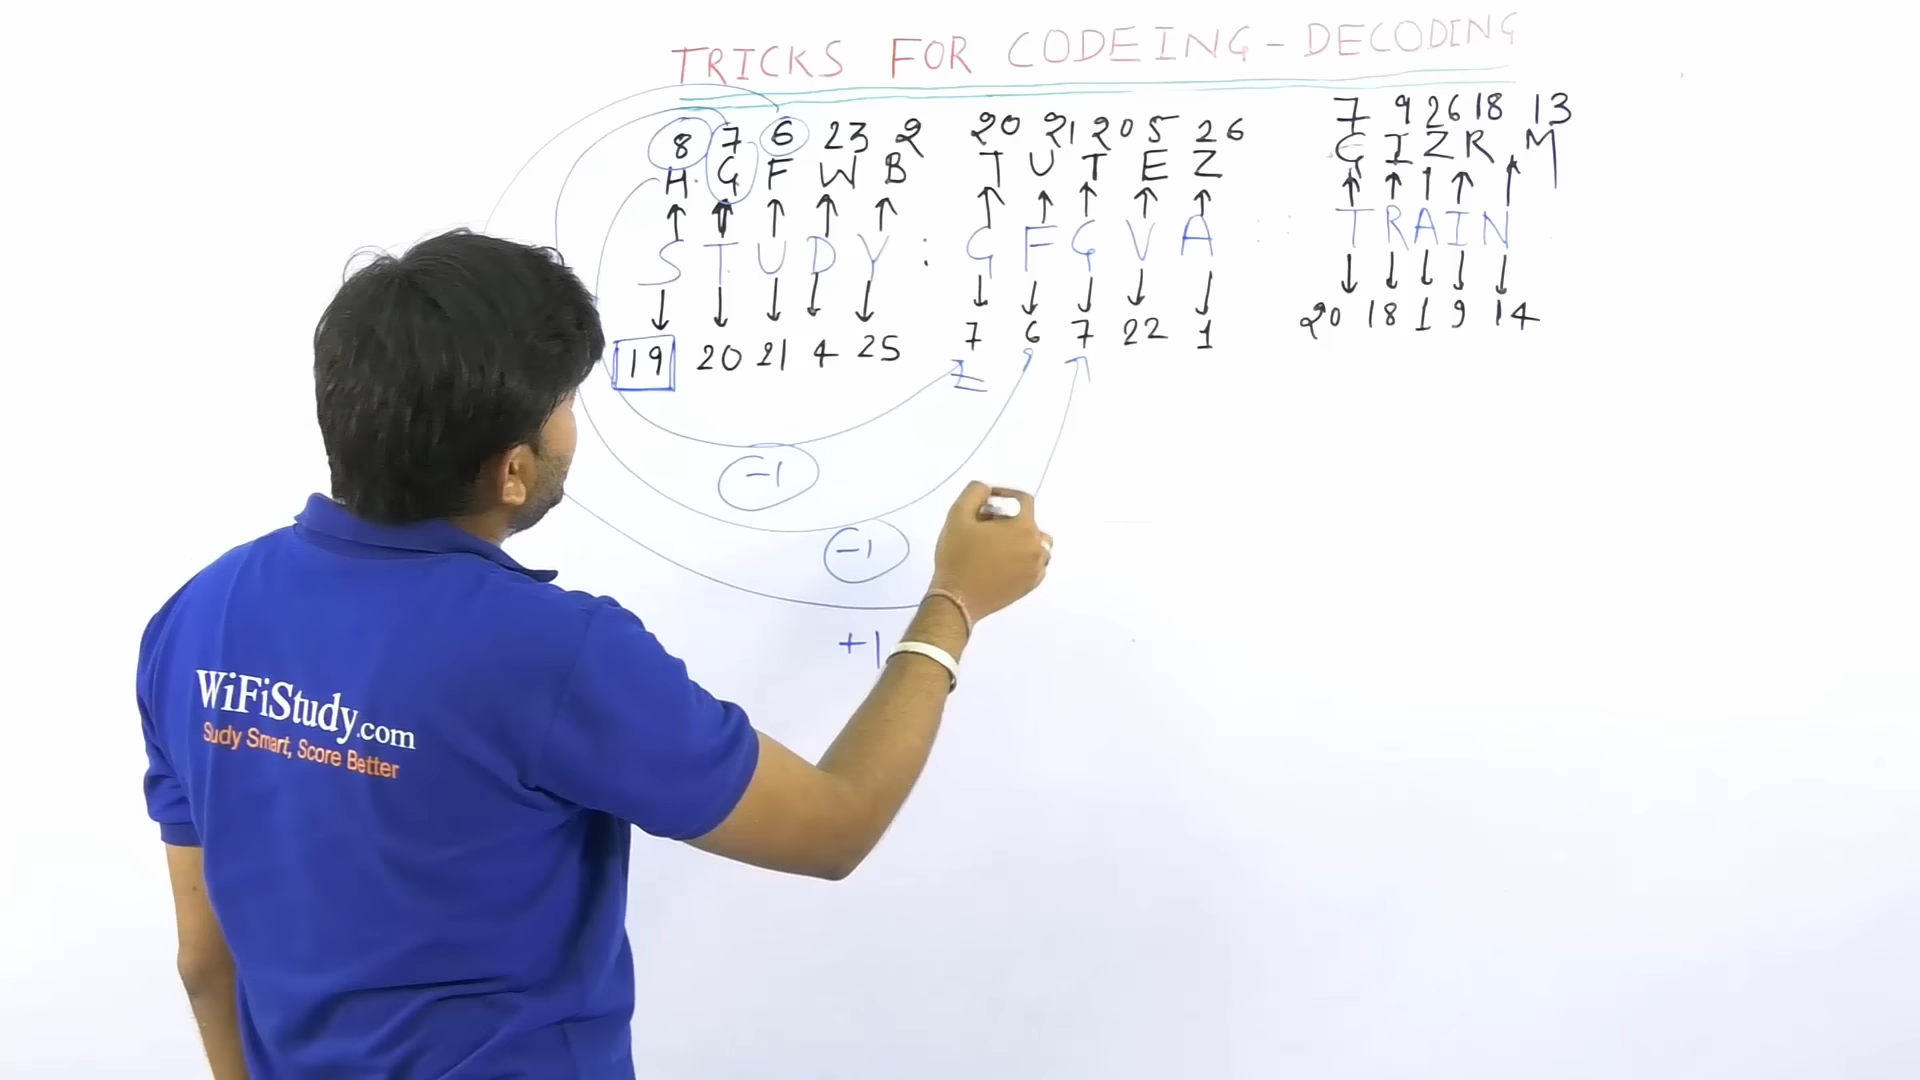 TRICKS FOR CODEING - DECODING
8 7 6 23 2 20 21 20 5 26 7 9 26 18 13
H G F W B T U T E Z G I Z R M
S T U D Y : G F G V A : : T R A I N
19 20 21 4 25 7 6 7 22 1 20 18 1 9 14
-1
-1
+1
WiFiStudy.com
Sudy Smart, Score Better